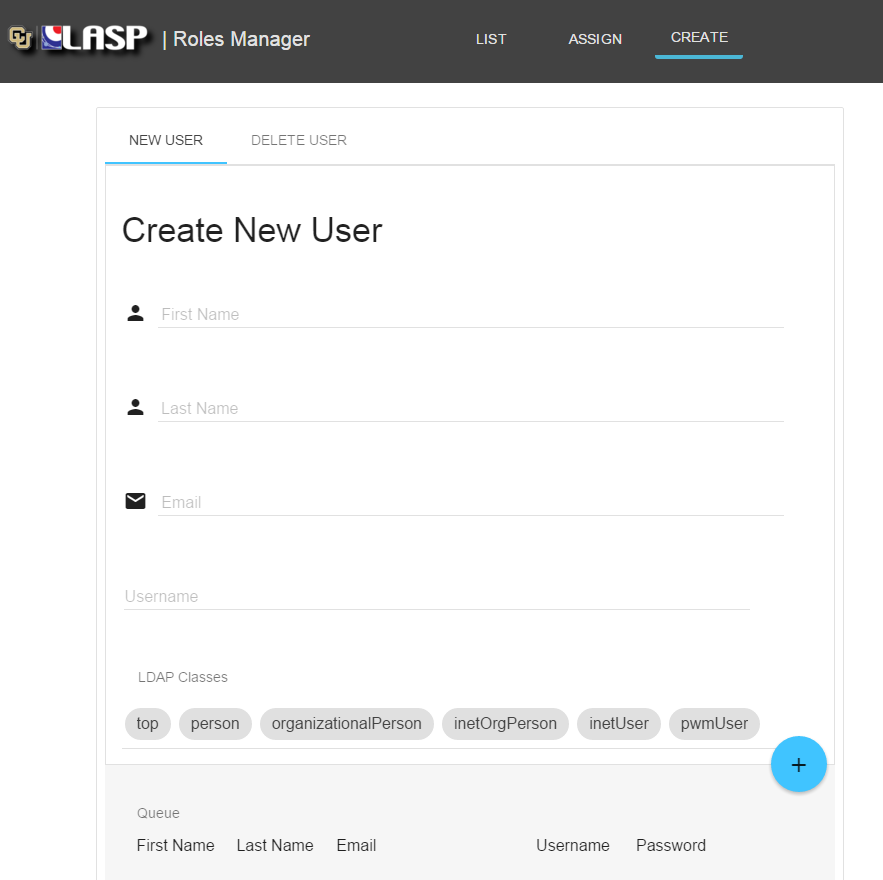 CU LASP | Roles Manager LIST ASSIGN CREATE
NEW USER DELETE USER
Create New User
First Name
Last Name
Email
Username
LDAP Classes
top person organizationalPerson inetOrgPerson inetUser pwmUser
+
Queue
First Name Last Name Email Username Password